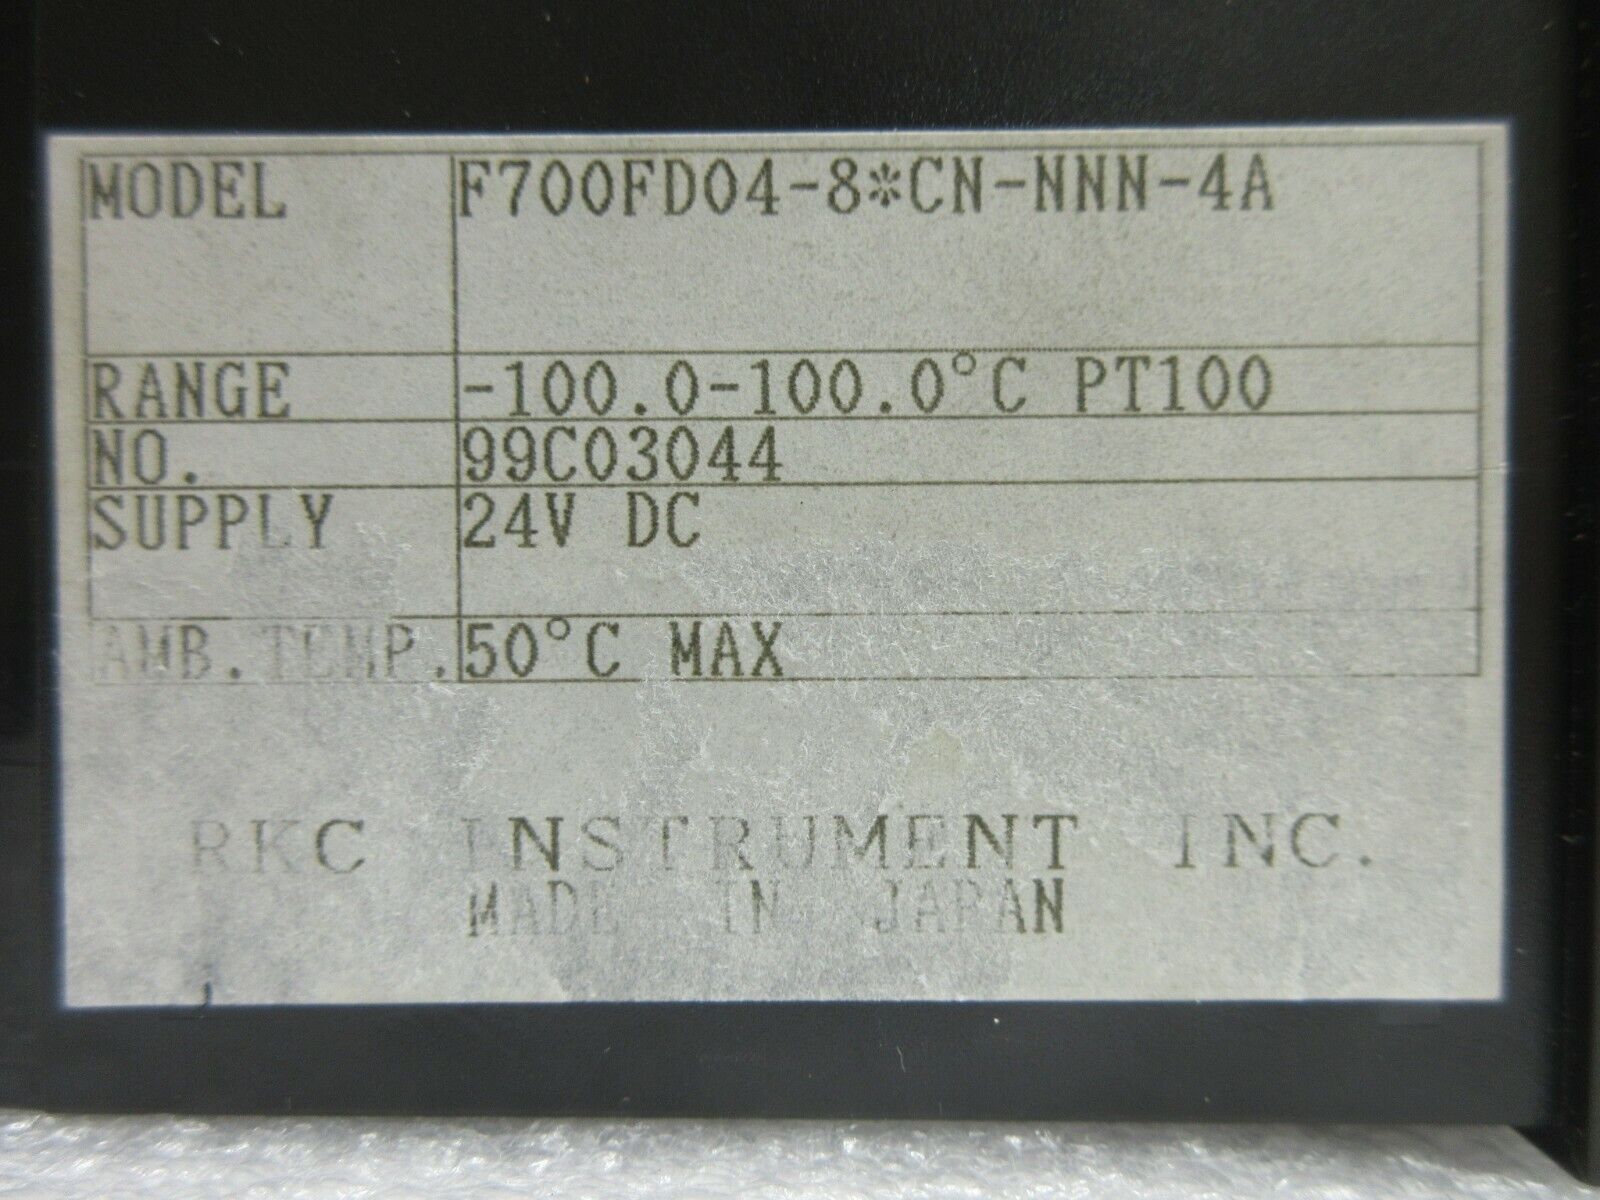 MODEL F700FD04-8*CN-NNN-4A
RANGE -100.0-100.0°C PT100
NO. 99C03044
SUPPLY 24V DC
AMB.TEMP. 50°C MAX
RKC INSTRUMENT INC.
MADE IN JAPAN